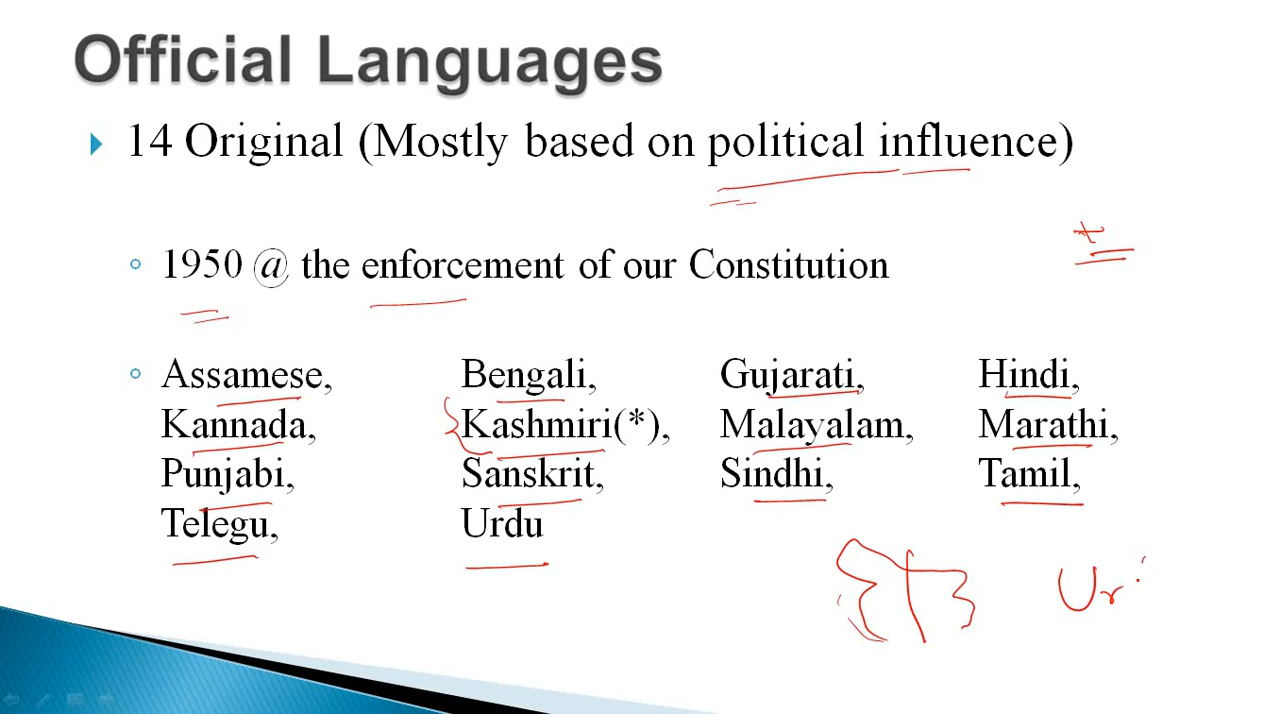 Official Languages
14 Original (Mostly based on political influence)
1950 @ the enforcement of our Constitution
Assamese, Bengali, Gujarati, Hindi,
Kannada, Kashmiri(*), Malayalam, Marathi,
Punjabi, Sanskrit, Sindhi, Tamil,
Telegu, Urdu
Ur